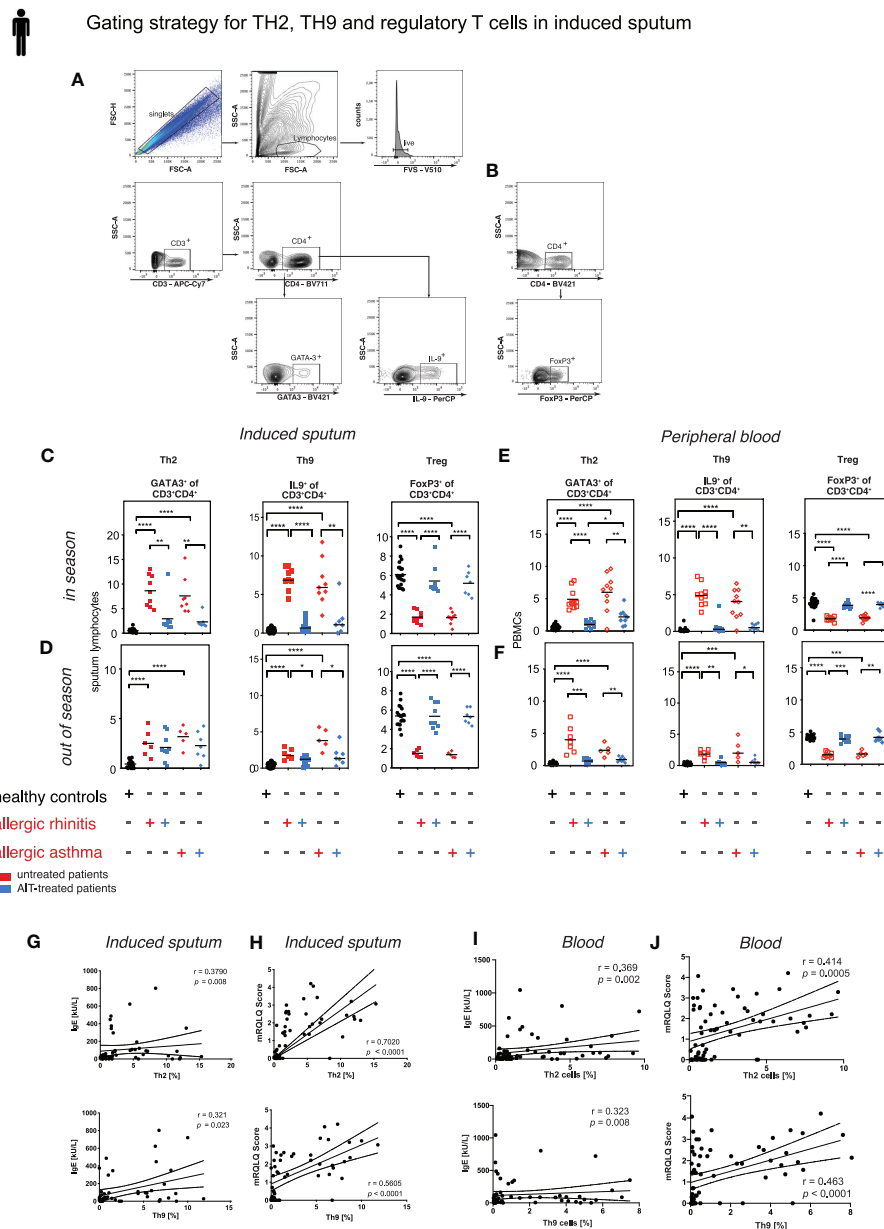 Gating strategy for TH2, TH9 and regulatory T cells in induced sputum
A
FSC-H
singlets
FSC-A
SSC-A
Lymphocytes
FSC-A
counts
live
FVS - V510
B
SSC-A
CD3+
CD3 - APC-Cy7
SSC-A
CD4+
CD4 - BV711
SSC-A
CD4+
CD4 - BV421
SSC-A
GATA-3+
GATA3 - BV421
SSC-A
IL-9+
IL-9 - PerCP
SSC-A
FoxP3+
FoxP3 - PerCP
Induced sputum
Peripheral blood
C
Th2
GATA3+ of
CD3+CD4+
Th9
IL9+ of
CD3+CD4+
Treg
FoxP3+ of
CD3+CD4+
E
Th2
GATA3+ of
CD3+CD4+
Th9
IL9+ of
CD3+CD4+
Treg
FoxP3+ of
CD3+CD4+
in season
sputum lymphocytes
PBMCs
D
F
out of season
healthy controls
+ - - - -
allergic rhinitis
- + + - -
allergic asthma
- - - + +
untreated patients
AIT-treated patients
G
Induced sputum
IgE [kU/L]
r = 0.3790
p = 0.008
Th2 [%]
H
Induced sputum
mRQLQ Score
r = 0.7020
p < 0.0001
Th2 [%]
I
Blood
IgE [kU/L]
r = 0.369
p = 0.002
Th2 cells [%]
J
Blood
mRQLQ Score
r = 0.414
p = 0.0005
Th2 cells [%]
IgE [kU/L]
r = 0.321
p = 0.023
Th9 [%]
mRQLQ Score
r = 0.5605
p < 0.0001
Th9 [%]
IgE [kU/L]
r = 0.323
p = 0.008
Th9 cells [%]
mRQLQ Score
r = 0.463
p < 0.0001
Th9 cells [%]